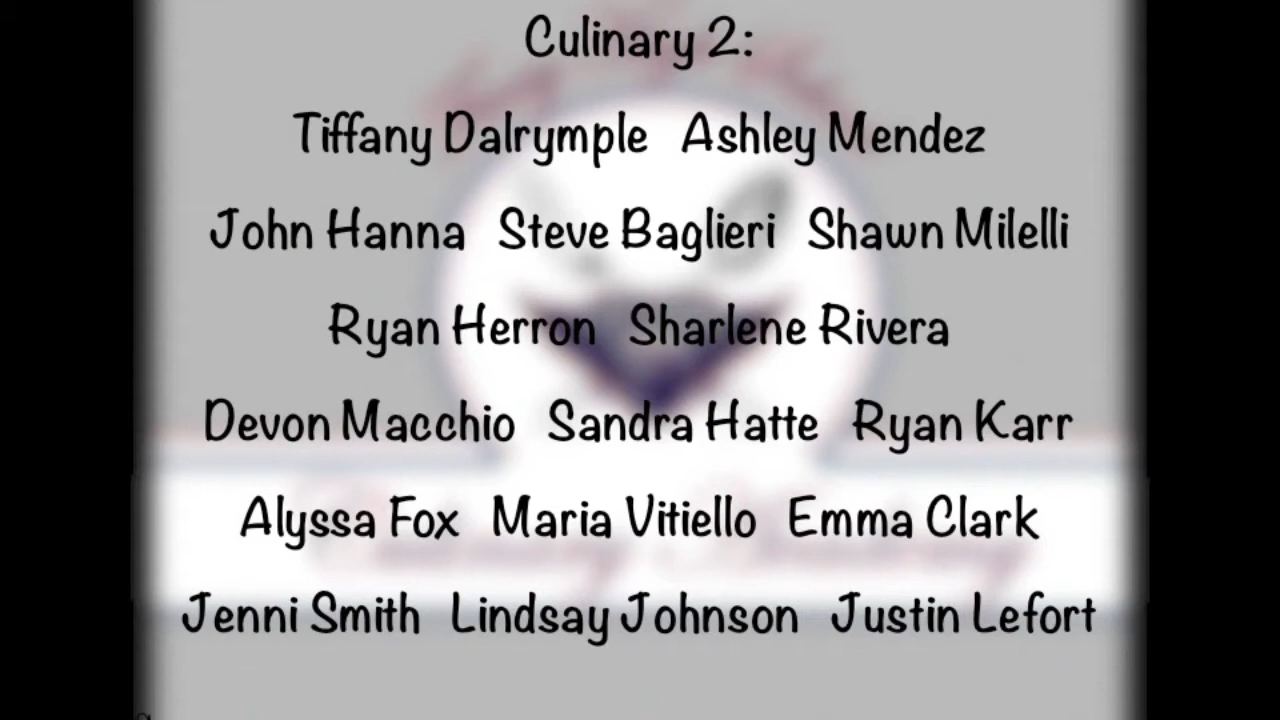 Culinary 2:
Tiffany Dalrymple Ashley Mendez
John Hanna Steve Baglieri Shawn Milelli
Ryan Herron Sharlene Rivera
Devon Macchio Sandra Hatte Ryan Karr
Alyssa Fox Maria Vitiello Emma Clark
Jenni Smith Lindsay Johnson Justin Lefort